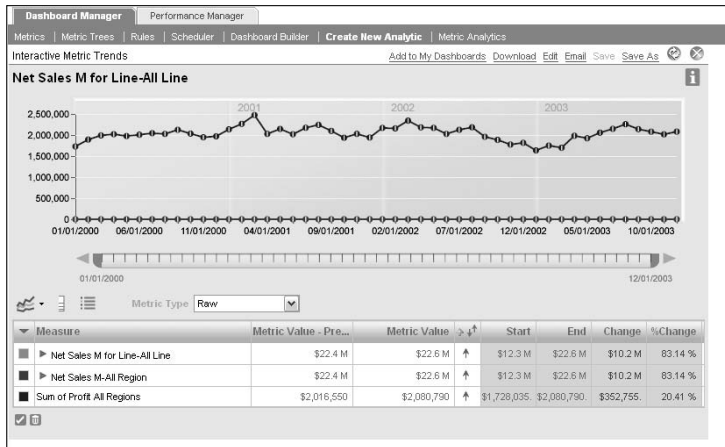 Dashboard Manager Performance Manager
Metrics | Metric Trees | Rules | Scheduler | Dashboard Builder | Create New Analytic | Metric Analytics
Interactive Metric Trends Add to My Dashboards Download Edit Email Save Save As
Net Sales M for Line-All Line
2001 2002 2003
2,500,000
2,000,000
1,500,000
1,000,000
500,000
0
01/01/2000 06/01/2000 11/01/2000 04/01/2001 09/01/2001 02/01/2002 07/01/2002 12/01/2002 05/01/2003 10/01/2003
01/01/2000 12/01/2003
Metric Type Raw
Measure Metric Value - Pre... Metric Value Start End Change %Change
Net Sales M for Line-All Line $22.4 M $22.6 M $12.3 M $22.6 M $10.2 M 83.14 %
Net Sales M-All Region $22.4 M $22.6 M $12.3 M $22.6 M $10.2 M 83.14 %
Sum of Profit All Regions $2,016,550 $2,080,790 $1,728,035. $2,080,790. $352,755. 20.41 %